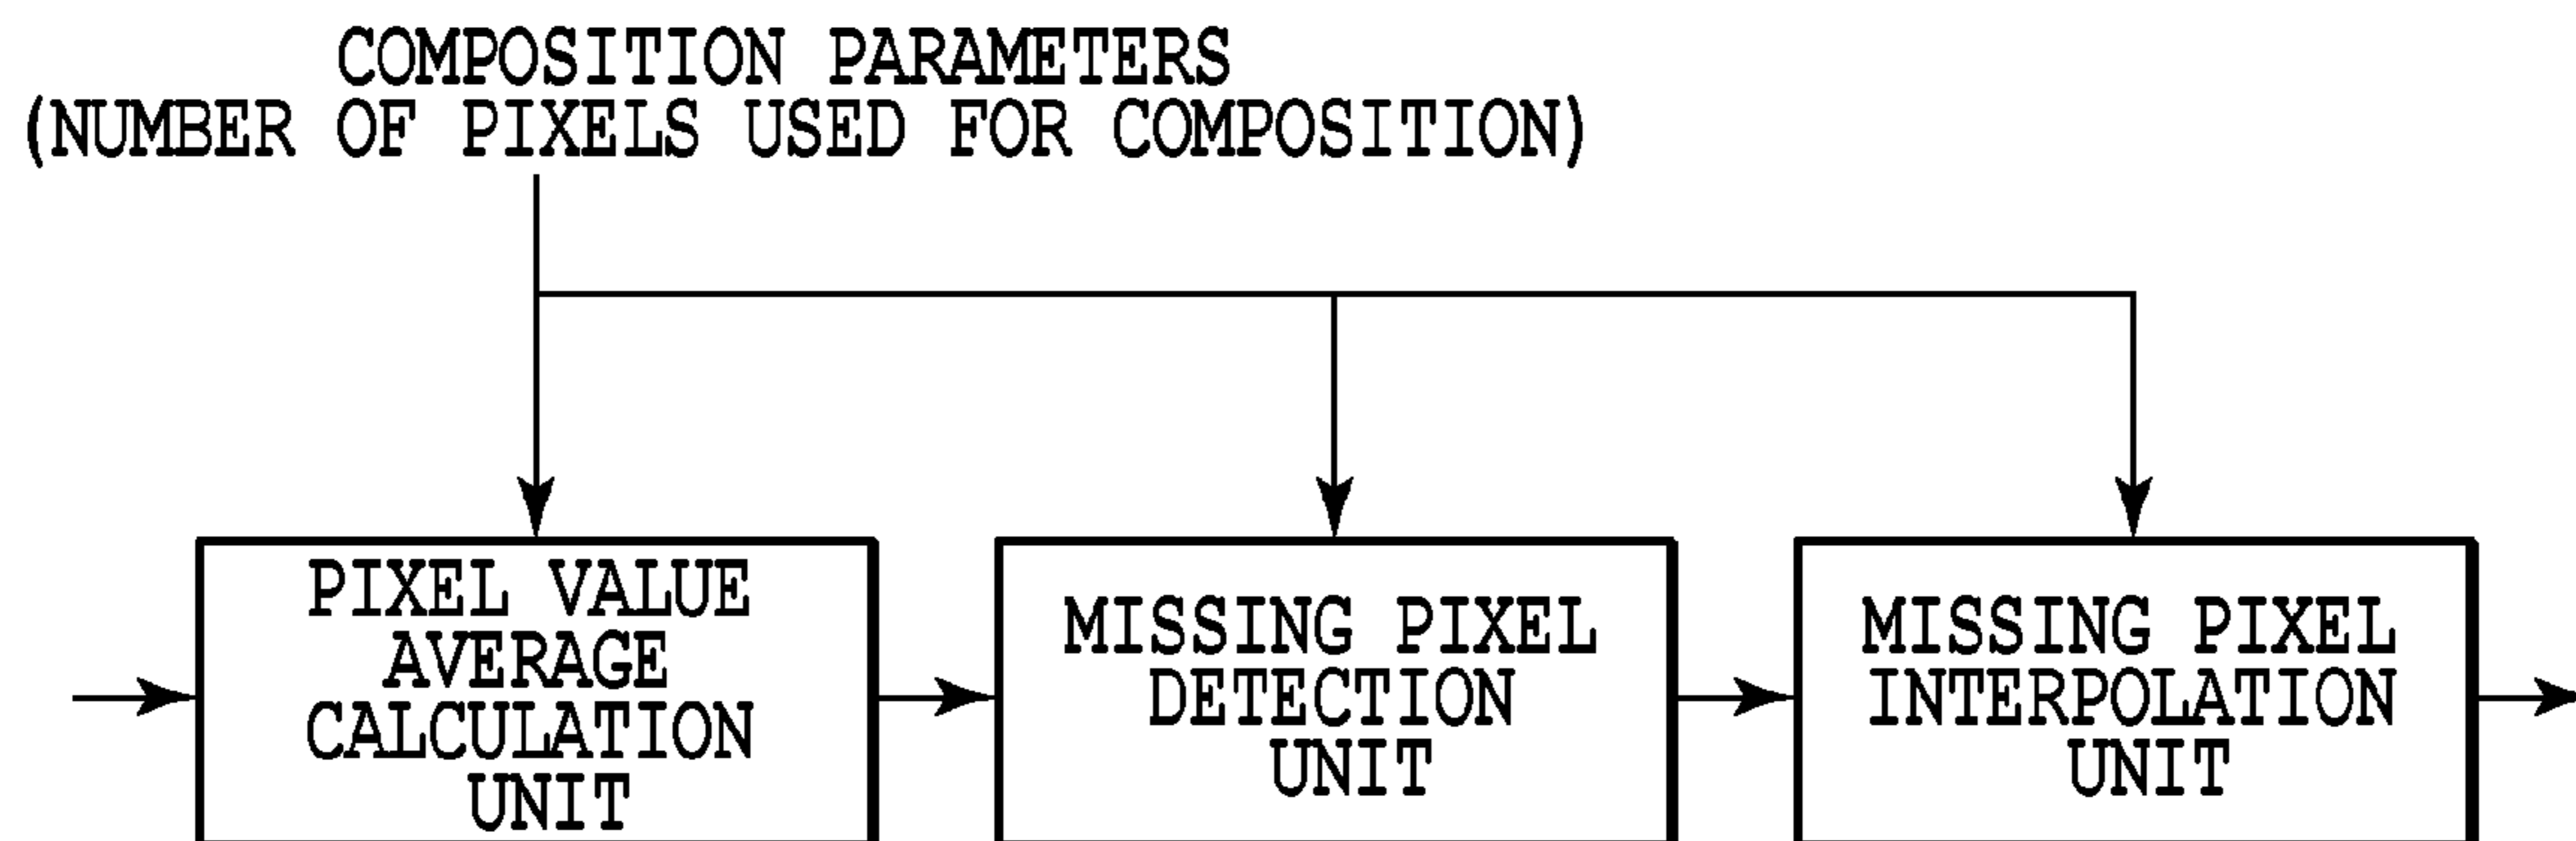 COMPOSITION PARAMETERS
(NUMBER OF PIXELS USED FOR COMPOSITION)
PIXEL VALUE
AVERAGE
CALCULATION
UNIT
MISSING PIXEL
DETECTION
UNIT
MISSING PIXEL
INTERPOLATION
UNIT